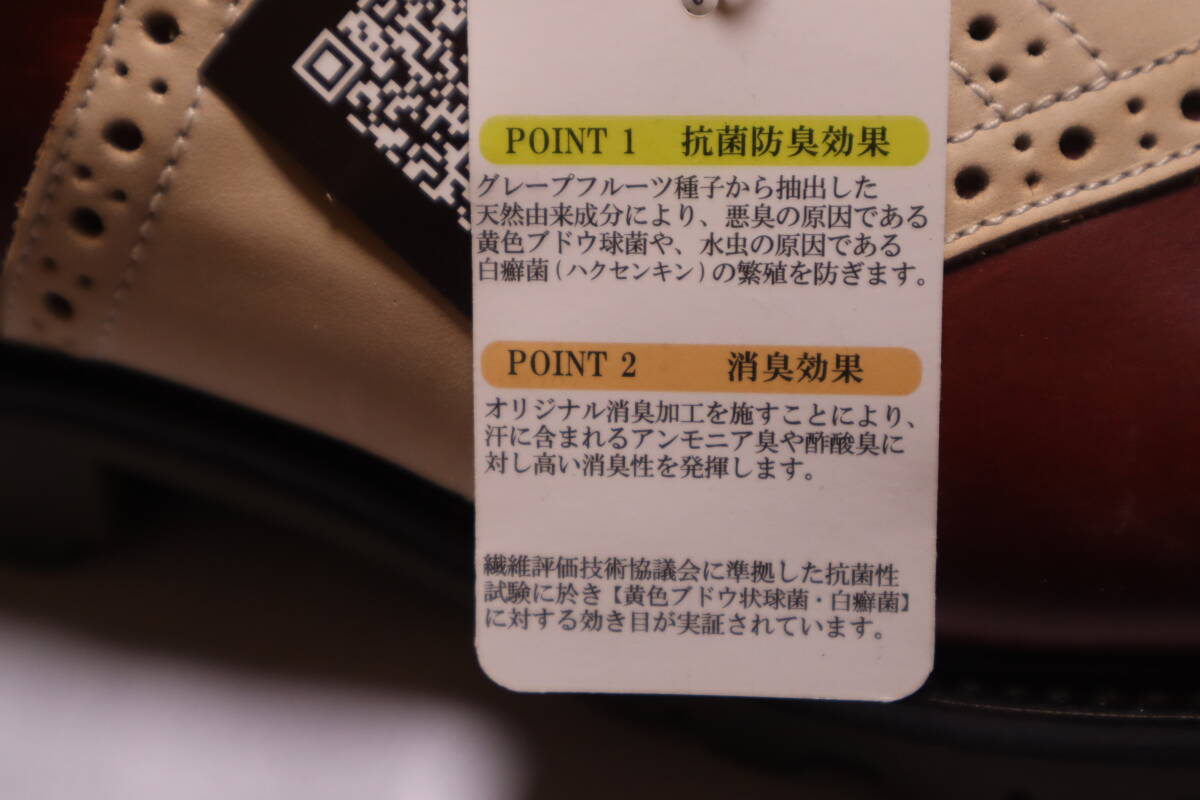 POINT 1 抗菌防臭効果
グレープフルーツ種子から抽出した
天然由来成分により、悪臭の原因である
黄色ブドウ球菌や、水虫の原因である
白癬菌(ハクセンキン)の繁殖を防ぎます。
POINT 2 消臭効果
オリジナル消臭加工を施すことにより、
汗に含まれるアンモニア臭や酢酸臭に
対し高い消臭性を発揮します。
繊維評価技術協議会に準拠した抗菌性
試験に於き【黄色ブドウ状球菌・白癬菌】
に対する効き目が実証されています。